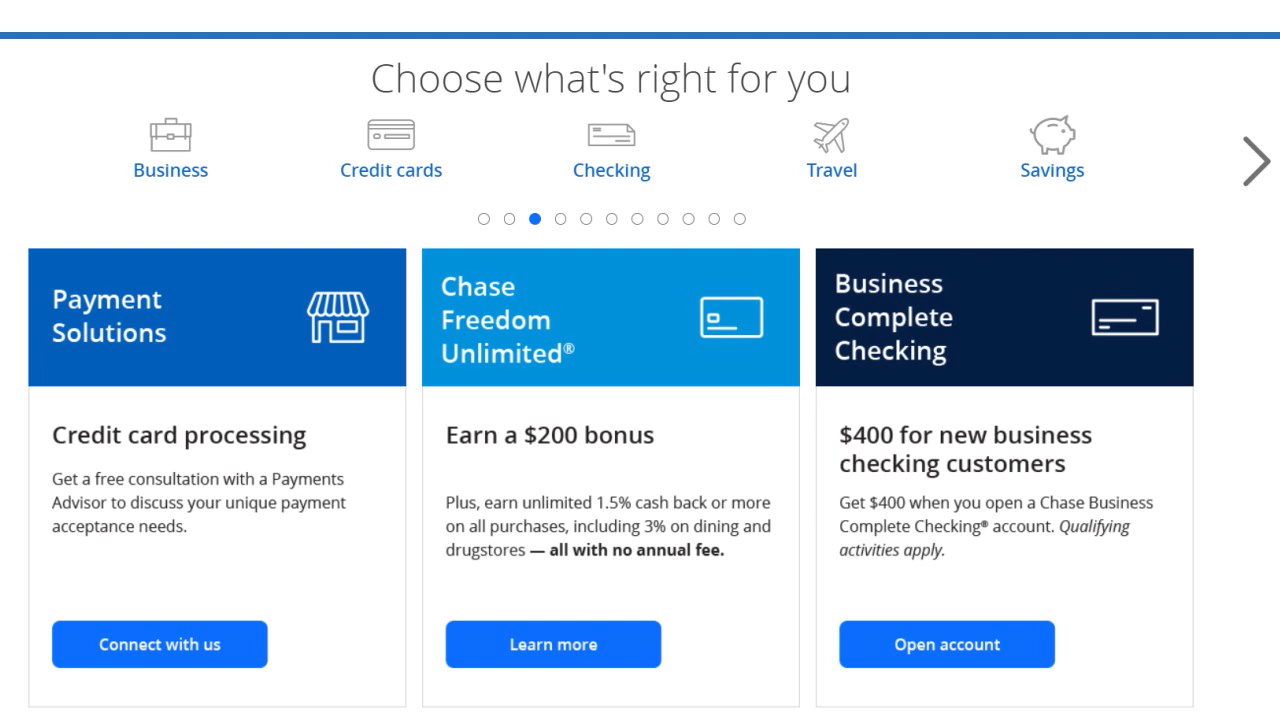 Choose what's right for you
Business
Credit cards
Checking
Travel
Savings
Payment
Solutions
Credit card processing
Get a free consultation with a Payments
Advisor to discuss your unique payment
acceptance needs.
Connect with us
Chase
Freedom
Unlimited®
Earn a $200 bonus
Plus, earn unlimited 1.5% cash back or more
on all purchases, including 3% on dining and
drugstores — all with no annual fee.
Learn more
Business
Complete
Checking
$400 for new business
checking customers
Get $400 when you open a Chase Business
Complete Checking® account. Qualifying
activities apply.
Open account